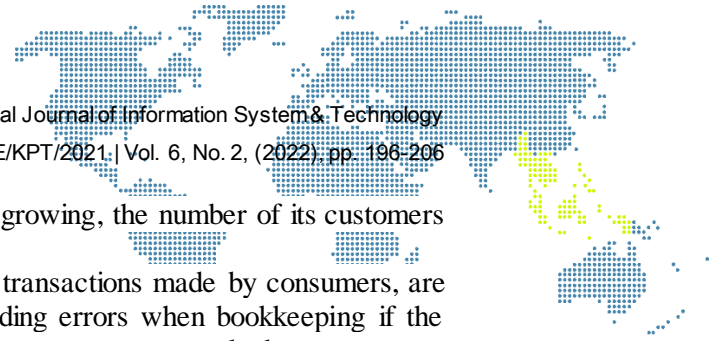 al Journal of Information System & Technology
E/KPT/2021 | Vol. 6, No. 2, (2022), pp. 196-206
growing, the number of its customers
transactions made by consumers, are
ding errors when bookkeeping if the